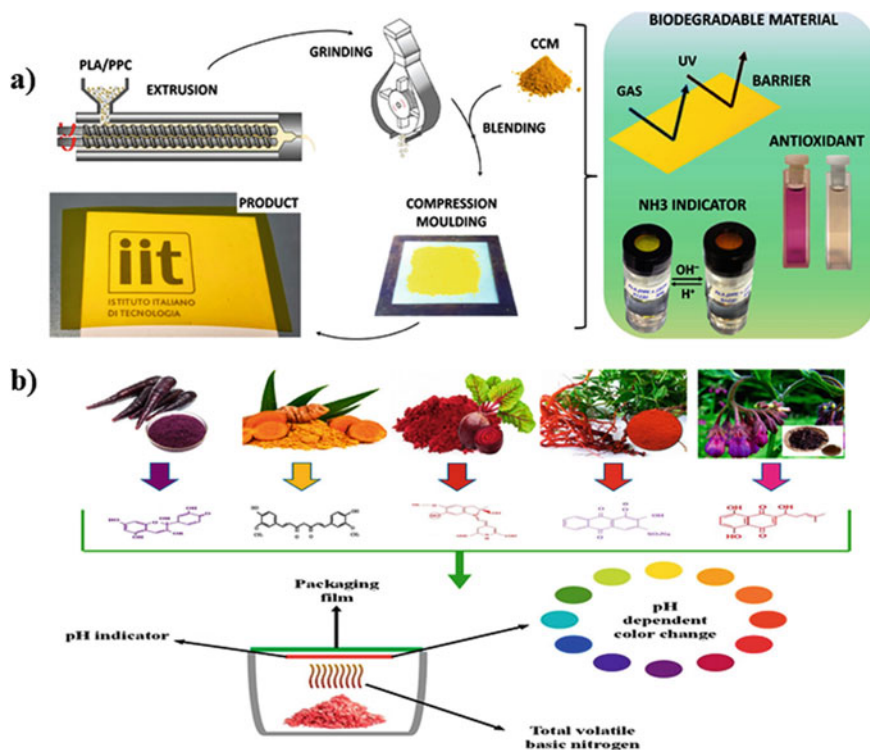 a)
PLA/PPC
EXTRUSION
GRINDING
CCM
BLENDING
COMPRESSION
MOULDING
PRODUCT
iit
ISTITUTO ITALIANO
DI TECNOLOGIA
BIODEGRADABLE MATERIAL
UV
GAS
BARRIER
ANTIOXIDANT
NH3 INDICATOR
OH⁻
H⁺
b)
Packaging
film
pH indicator
pH
dependent
color change
Total volatile
basic nitrogen